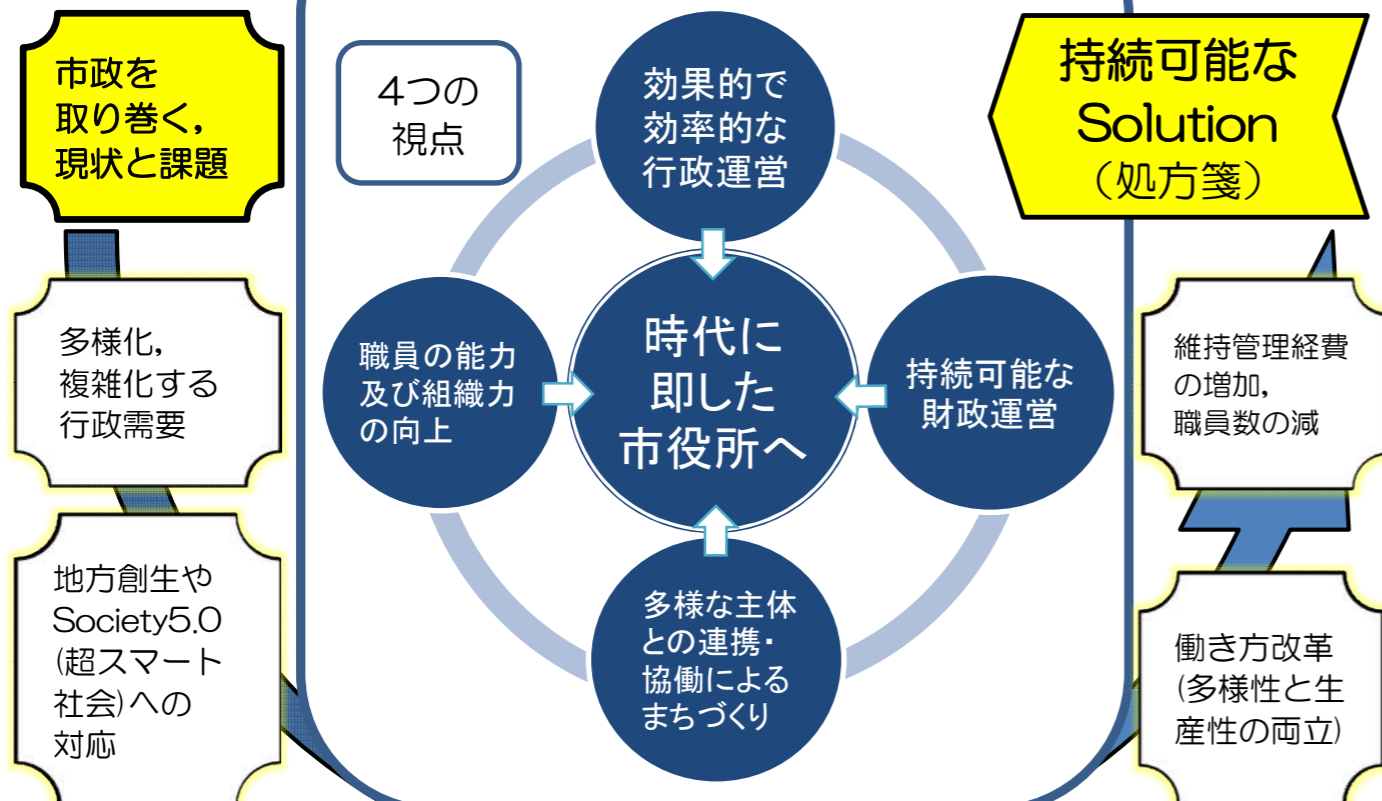 市政を
取り巻く,
現状と課題
多様化,
複雑化する
行政需要
地方創生や
Society5.0
(超スマート
社会)への
対応
4つの
視点
効果的で
効率的な
行政運営
職員の能力
及び組織力
の向上
時代に
即した
市役所へ
持続可能な
財政運営
多様な主体
との連携・
協働による
まちづくり
持続可能な
Solution
（処方箋）
維持管理経費
の増加,
職員数の減
働き方改革
(多様性と生
産性の両立)